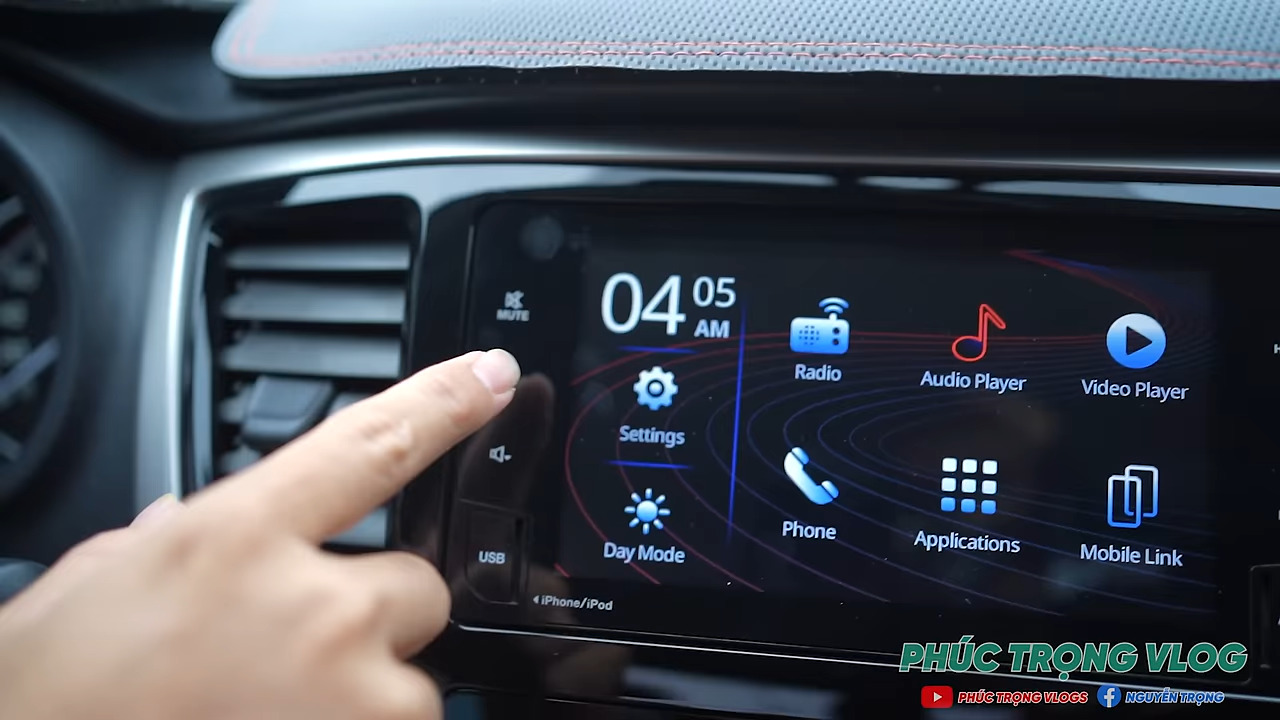 MUTE
USB
iPhone/iPod
04 05
AM
Settings
Day Mode
Radio
Audio Player
Video Player
Phone
Applications
Mobile Link
PHÚC TRỌNG VLOG
PHÚC TRỌNG VLOGS NGUYỄN TRỌNG